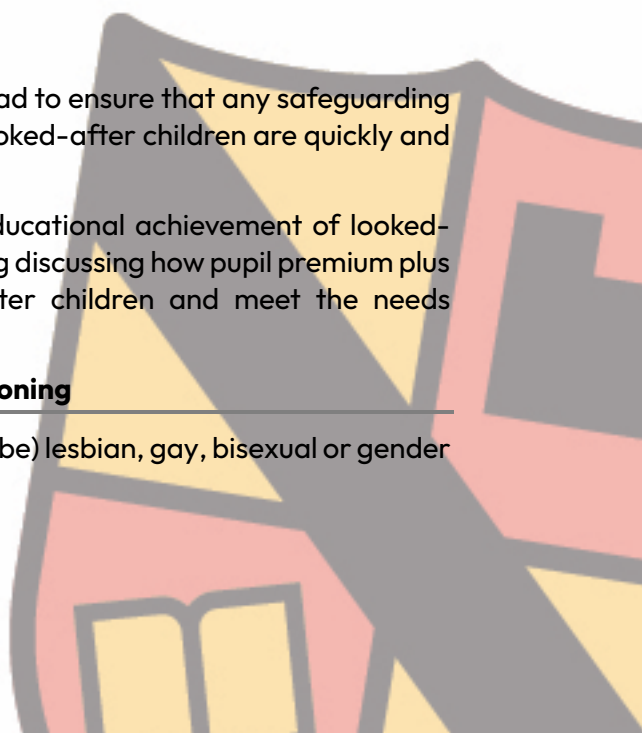 ad to ensure that any safeguarding
oked-after children are quickly and
ducational achievement of looked-
g discussing how pupil premium plus
ter children and meet the needs
oning
be) lesbian, gay, bisexual or gender